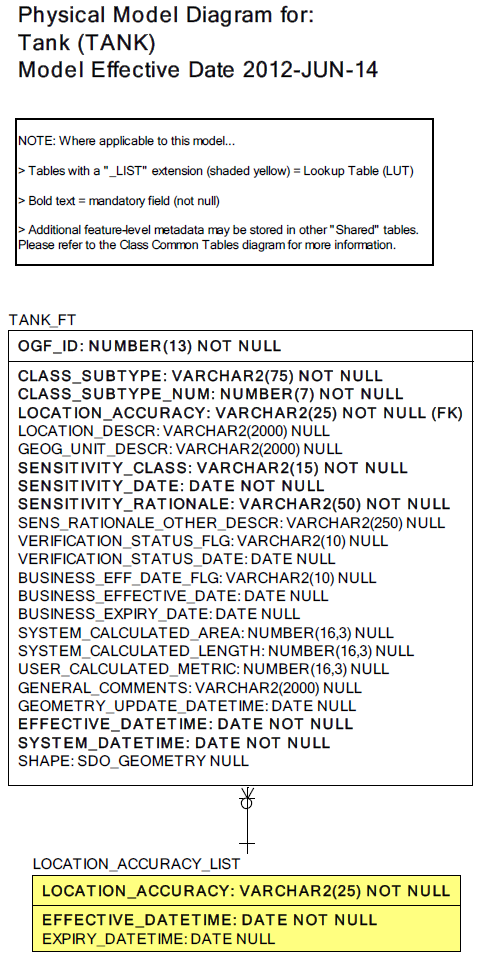 Physical Model Diagram for:
Tank (TANK)
Model Effective Date 2012-JUN-14
NOTE: Where applicable to this model...
> Tables with a "_LIST" extension (shaded yellow) = Lookup Table (LUT)
> Bold text = mandatory field (not null)
> Additional feature-level metadata may be stored in other "Shared" tables.
Please refer to the Class Common Tables diagram for more information.
TANK_FT
OGF_ID: NUMBER(13) NOT NULL
CLASS_SUBTYPE: VARCHAR2(75) NOT NULL
CLASS_SUBTYPE_NUM: NUMBER(7) NOT NULL
LOCATION_ACCURACY: VARCHAR2(25) NOT NULL (FK)
LOCATION_DESCR: VARCHAR2(2000) NULL
GEOG_UNIT_DESCR: VARCHAR2(2000) NULL
SENSITIVITY_CLASS: VARCHAR2(15) NOT NULL
SENSITIVITY_DATE: DATE NOT NULL
SENSITIVITY_RATIONALE: VARCHAR2(50) NOT NULL
SENS_RATIONALE_OTHER_DESCR: VARCHAR2(250) NULL
VERIFICATION_STATUS_FLG: VARCHAR2(10) NULL
VERIFICATION_STATUS_DATE: DATE NULL
BUSINESS_EFF_DATE_FLG: VARCHAR2(10) NULL
BUSINESS_EFFECTIVE_DATE: DATE NULL
BUSINESS_EXPIRY_DATE: DATE NULL
SYSTEM_CALCULATED_AREA: NUMBER(16,3) NULL
SYSTEM_CALCULATED_LENGTH: NUMBER(16,3) NULL
USER_CALCULATED_METRIC: NUMBER(16,3) NULL
GENERAL_COMMENTS: VARCHAR2(2000) NULL
GEOMETRY_UPDATE_DATETIME: DATE NULL
EFFECTIVE_DATETIME: DATE NOT NULL
SYSTEM_DATETIME: DATE NOT NULL
SHAPE: SDO_GEOMETRY NULL
LOCATION_ACCURACY_LIST
LOCATION_ACCURACY: VARCHAR2(25) NOT NULL
EFFECTIVE_DATETIME: DATE NOT NULL
EXPIRY_DATETIME: DATE NULL